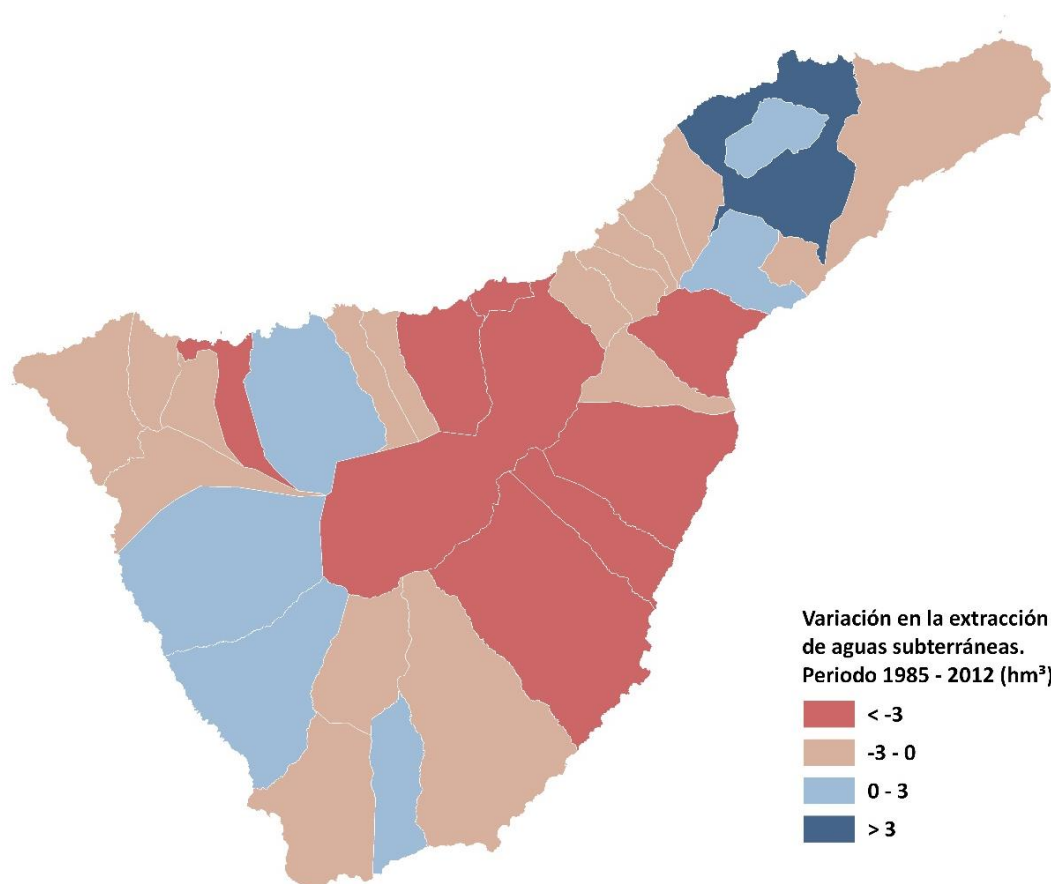 Variación en la extracción
de aguas subterráneas.
Periodo 1985 - 2012 (hm³)
< -3
-3 - 0
0 - 3
> 3